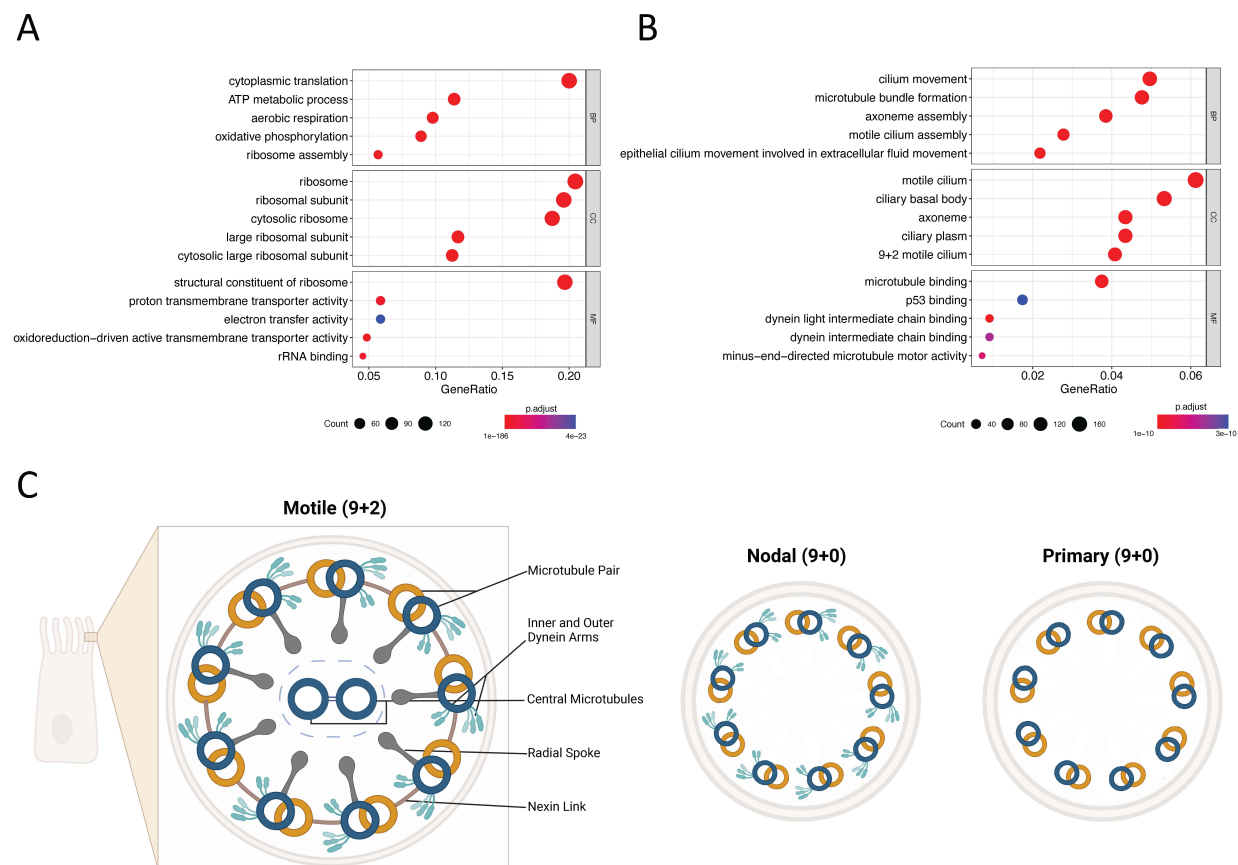 A
cytoplasmic translation
ATP metabolic process
aerobic respiration
oxidative phosphorylation
ribosome assembly
BP
ribosome
ribosomal subunit
cytosolic ribosome
large ribosomal subunit
cytosolic large ribosomal subunit
CC
structural constituent of ribosome
proton transmembrane transporter activity
electron transfer activity
oxidoreduction−driven active transmembrane transporter activity
rRNA binding
MF
0.05 0.10 0.15 0.20
GeneRatio
Count 60 90 120
p.adjust
1e−186 4e−23
B
cilium movement
microtubule bundle formation
axoneme assembly
motile cilium assembly
epithelial cilium movement involved in extracellular fluid movement
BP
motile cilium
ciliary basal body
axoneme
ciliary plasm
9+2 motile cilium
CC
microtubule binding
p53 binding
dynein light intermediate chain binding
dynein intermediate chain binding
minus−end−directed microtubule motor activity
MF
0.02 0.04 0.06
GeneRatio
Count 40 80 120 160
p.adjust
1e−10 3e−10
C
Motile (9+2)
Microtubule Pair
Inner and Outer
Dynein Arms
Central Microtubules
Radial Spoke
Nexin Link
Nodal (9+0)
Primary (9+0)